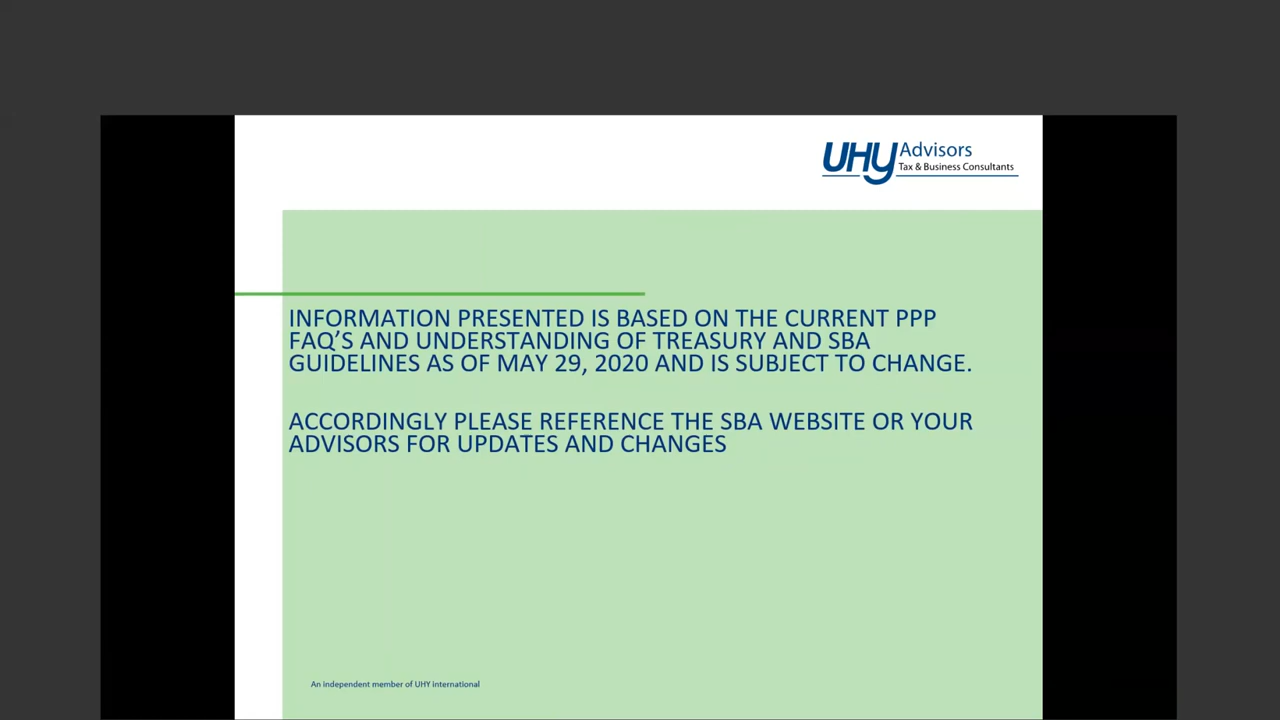 UHY Advisors
Tax & Business Consultants
INFORMATION PRESENTED IS BASED ON THE CURRENT PPP
FAQ’S AND UNDERSTANDING OF TREASURY AND SBA
GUIDELINES AS OF MAY 29, 2020 AND IS SUBJECT TO CHANGE.
ACCORDINGLY PLEASE REFERENCE THE SBA WEBSITE OR YOUR
ADVISORS FOR UPDATES AND CHANGES
An independent member of UHY international